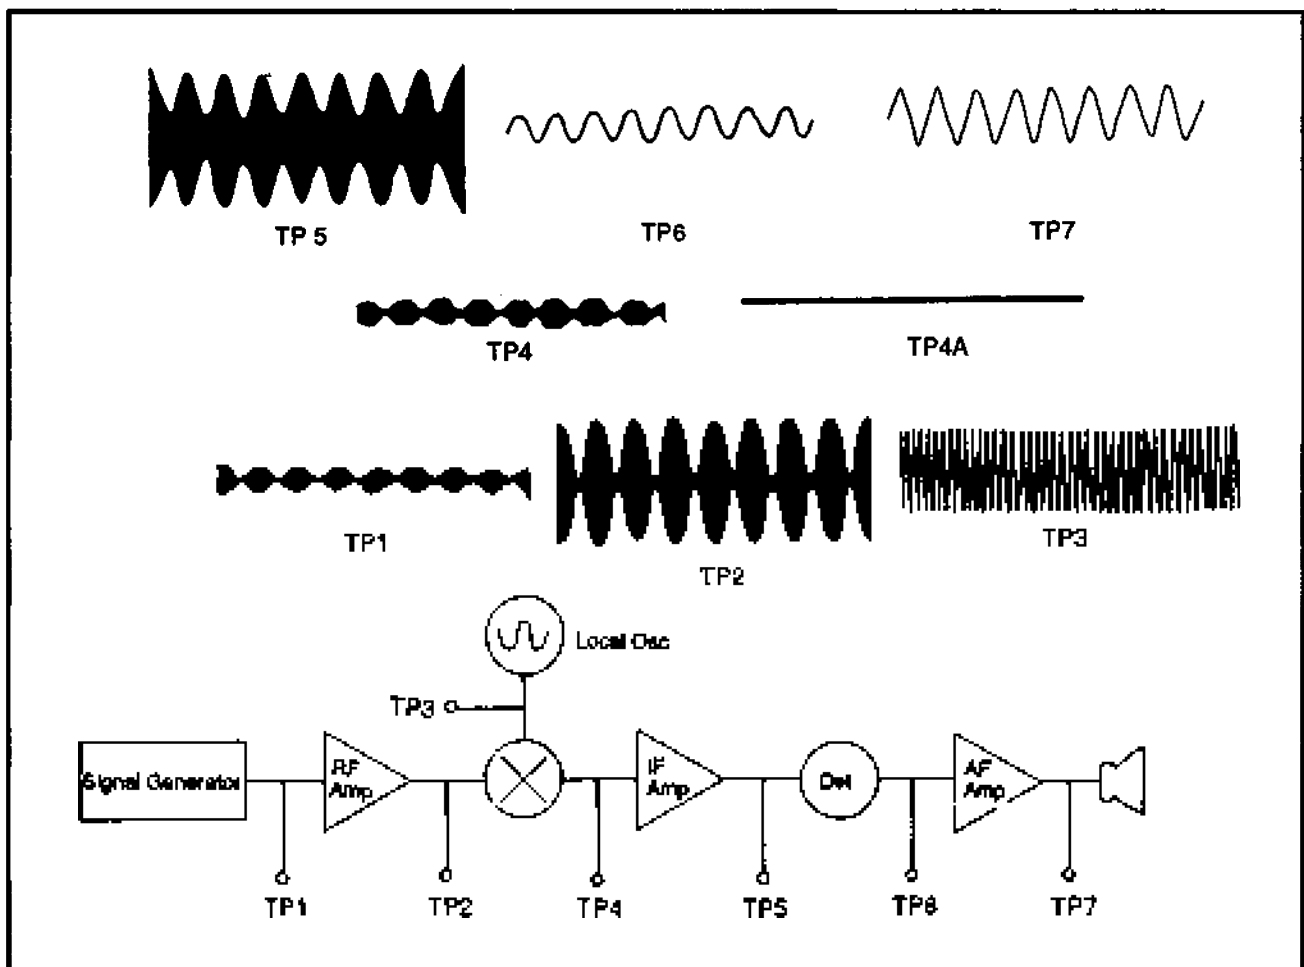 TP 5
TP6
TP7
TP4
TP4A
TP1
TP2
TP3
Local Osc
TP3
Signal Generator
RF
Amp
IF
Amp
Det
AF
Amp
TP1
TP2
TP4
TP5
TP6
TP7